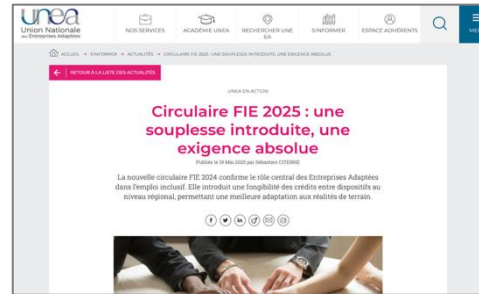 unea
Union Nationale
des Entreprises Adaptées
NOS SERVICES
ACADÉMIE UNEA
RECHERCHER UNE EA
S'INFORMER
ESPACE ADHÉRENTS
ACCUEIL → S'INFORMER → ACTUALITÉS → CIRCULAIRE FIE 2025 : UNE SOUPLESSE INTRODUITE, UNE EXIGENCE ABSOLUE
← RETOUR À LA LISTE DES ACTUALITÉS
UNEA EN ACTION
Circulaire FIE 2025 : une
souplesse introduite, une
exigence absolue
Publiée le 19 Mai 2025 par Sébastien CITERNE
La nouvelle circulaire FIE 2024 confirme le rôle central des Entreprises Adaptées
dans l'emploi inclusif. Elle introduit une fongibilité des crédits entre dispositifs au
niveau régional, permettant une meilleure adaptation aux réalités de terrain.